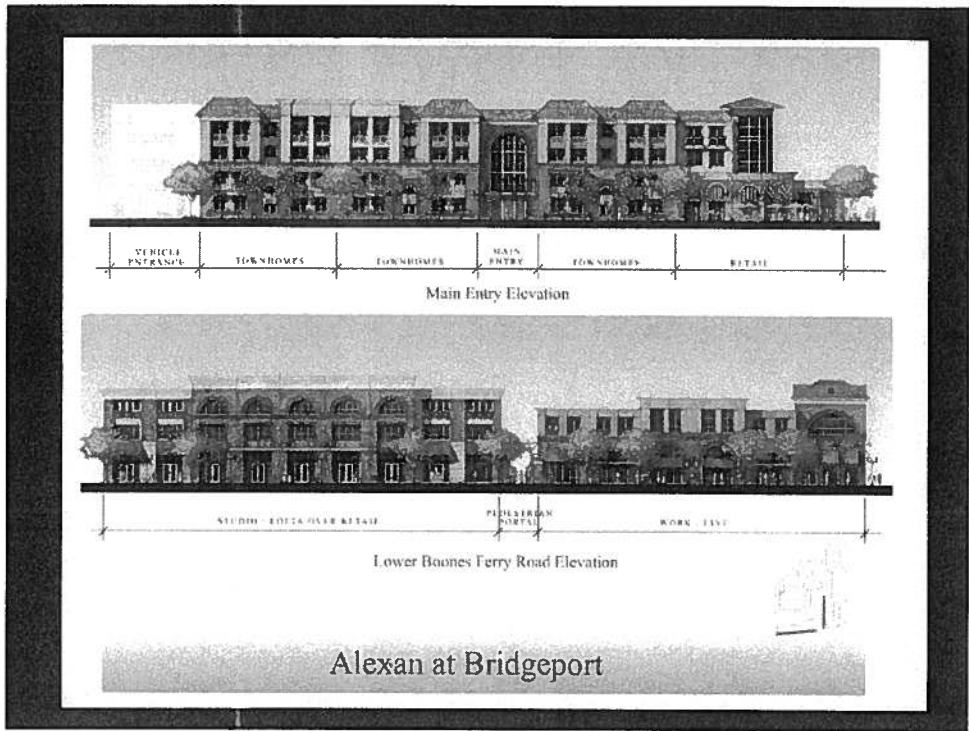 VEHICLE
ENTRANCE
TOWNHOMES
TOWNHOMES
MAIN
ENTRY
TOWNHOMES
RETAIL
Main Entry Elevation
STUDIO - LOFTS OVER RETAIL
PEDESTRIAN
PORTAL
WORK - LIVE
Lower Boones Ferry Road Elevation
Alexan at Bridgeport